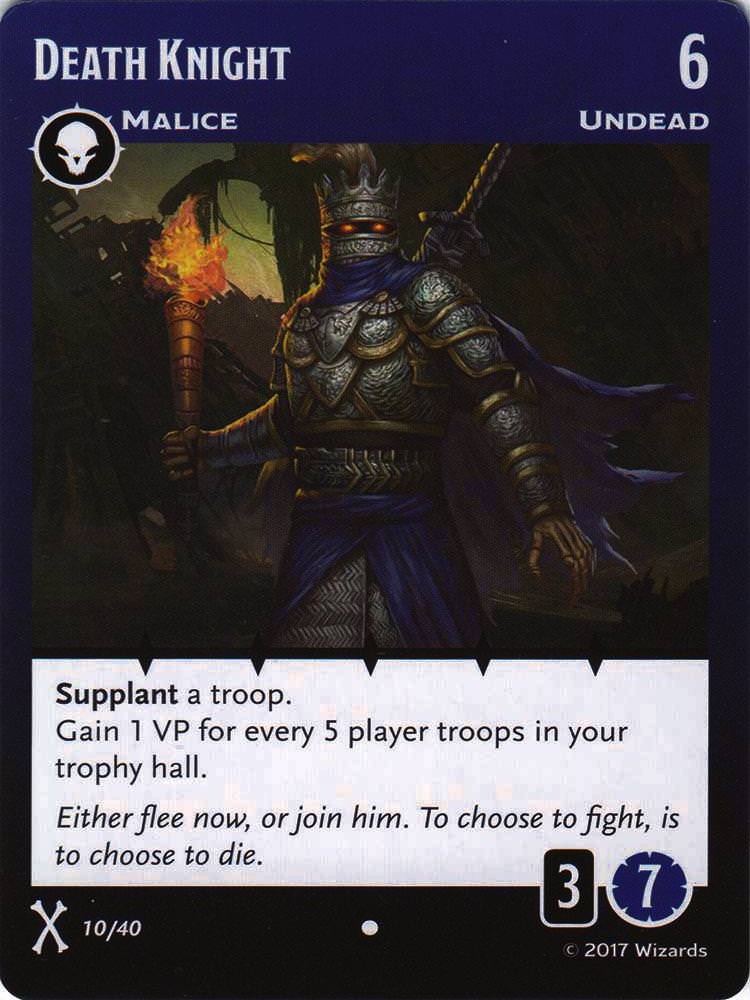 DEATH KNIGHT 6
MALICE UNDEAD
Supplant a troop.
Gain 1 VP for every 5 player troops in your
trophy hall.
Either flee now, or join him. To choose to fight, is
to choose to die.
3 7
10/40
© 2017 Wizards